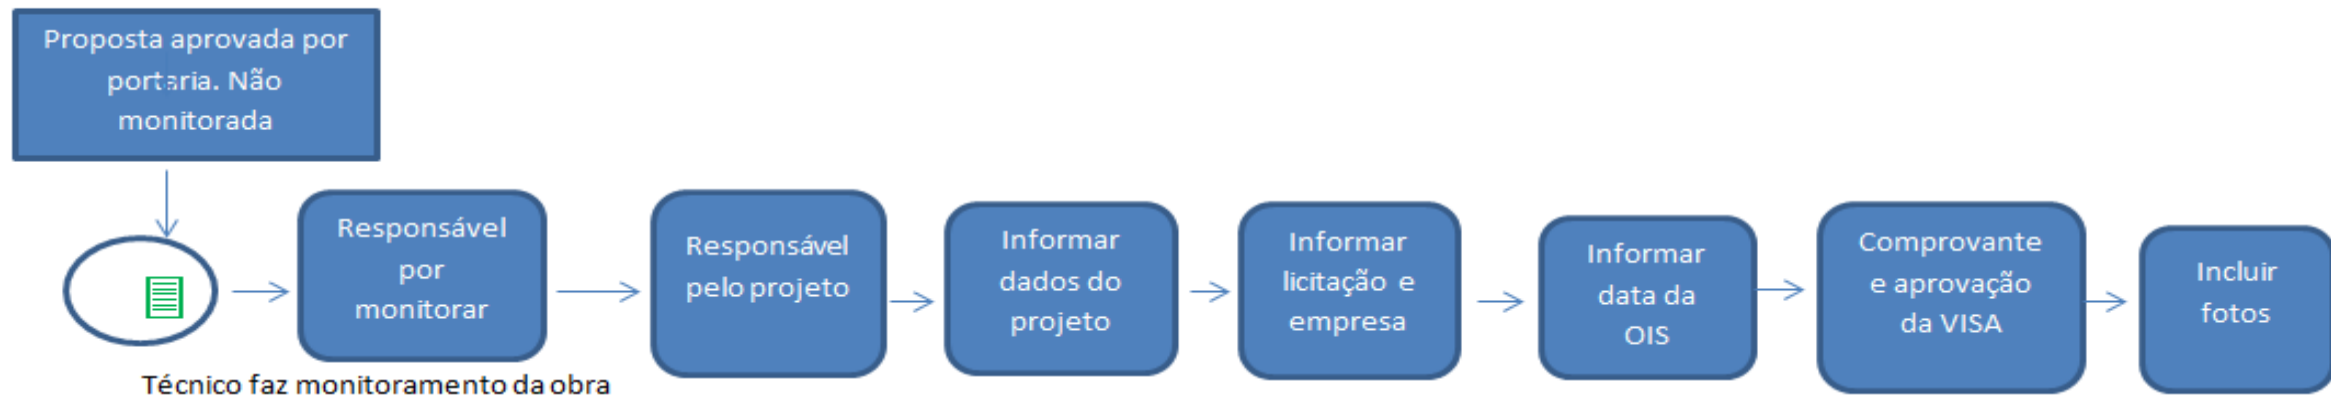 Proposta aprovada por
portaria. Não
monitorada
Responsável
por
monitorar
Responsável
pelo projeto
Informar
dados do
projeto
Informar
licitação e
empresa
Informar
data da
OIS
Comprovante
e aprovação
da VISA
Incluir
fotos
Técnico faz monitoramento da obra